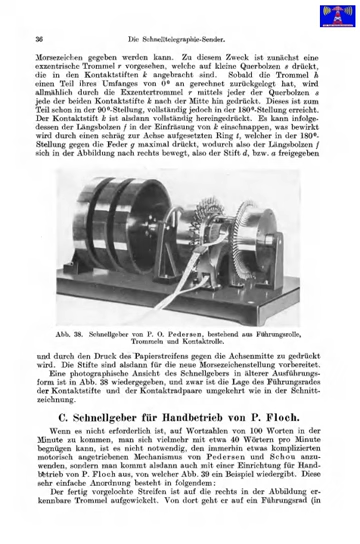 36
Die Schnelltelegraphie-Sender.
Morsezeichen gegeben werden kann. Zu diesem Zweck ist zunächst eine
exzentrische Trommel r vorgesehen, welche auf kleine Querbolzen s drückt,
die in den Kontaktstiften k angebracht sind. Sobald die Trommel h
einen Teil ihres Umfanges von 0° an gerechnet zurückgelegt hat, wird
allmählich durch die Exzentertrommel r mittels jeder der Querbolzen s
jede der beiden Kontaktstifte k nach der Mitte hin gedrückt. Dieses ist zum
Teil schon in der 90°-Stellung, vollständig jedoch in der 180°-Stellung erreicht.
Der Kontaktstift k ist alsdann vollständig hereingedrückt. Es kann infolge-
dessen der Längsbolzen f in der Einfräsung von k einschnappen, was bewirkt
wird durch einen schräg zur Achse aufgesetzten Ring t, welcher in der 180°-
Stellung gegen die Feder g maximal drückt, wodurch also der Längsbolzen f
sich in der Abbildung nach rechts bewegt, also der Stift d, bzw. a freigegeben
Abb. 38. Schnellgeber von P. O. Pedersen, bestehend aus Führungsrolle,
Trommeln und Kontaktrolle.
und durch den Druck des Papierstreifens gegen die Achsenmitte zu gedrückt
wird. Die Stifte sind alsdann für die neue Morsezeichenstellung vorbereitet.
Eine photographische Ansicht des Schnellgebers in älterer Ausführungs-
form ist in Abb. 38 wiedergegeben, und zwar ist die Lage des Führungsrades
der Kontaktstifte und der Kontaktradpaare umgekehrt wie in der Schnitt-
zeichnung.
C. Schnellgeber für Handbetrieb von P. Floch.
Wenn es nicht erforderlich ist, auf Wortzahlen von 100 Worten in der
Minute zu kommen, man sich vielmehr mit etwa 40 Wörtern pro Minute
begnügen kann, ist es nicht notwendig, den immerhin etwas komplizierten
motorisch angetriebenen Mechanismus von Pedersen und Schou anzu-
wenden, sondern man kommt alsdann auch mit einer Einrichtung für Hand-
betrieb von P. Floch aus, von welcher Abb. 39 ein Beispiel wiedergibt. Diese
sehr einfache Anordnung besteht in folgendem:
Der fertig vorgelochte Streifen ist auf die rechts in der Abbildung er-
kennbare Trommel aufgewickelt. Von dort geht er auf ein Führungsrad (in